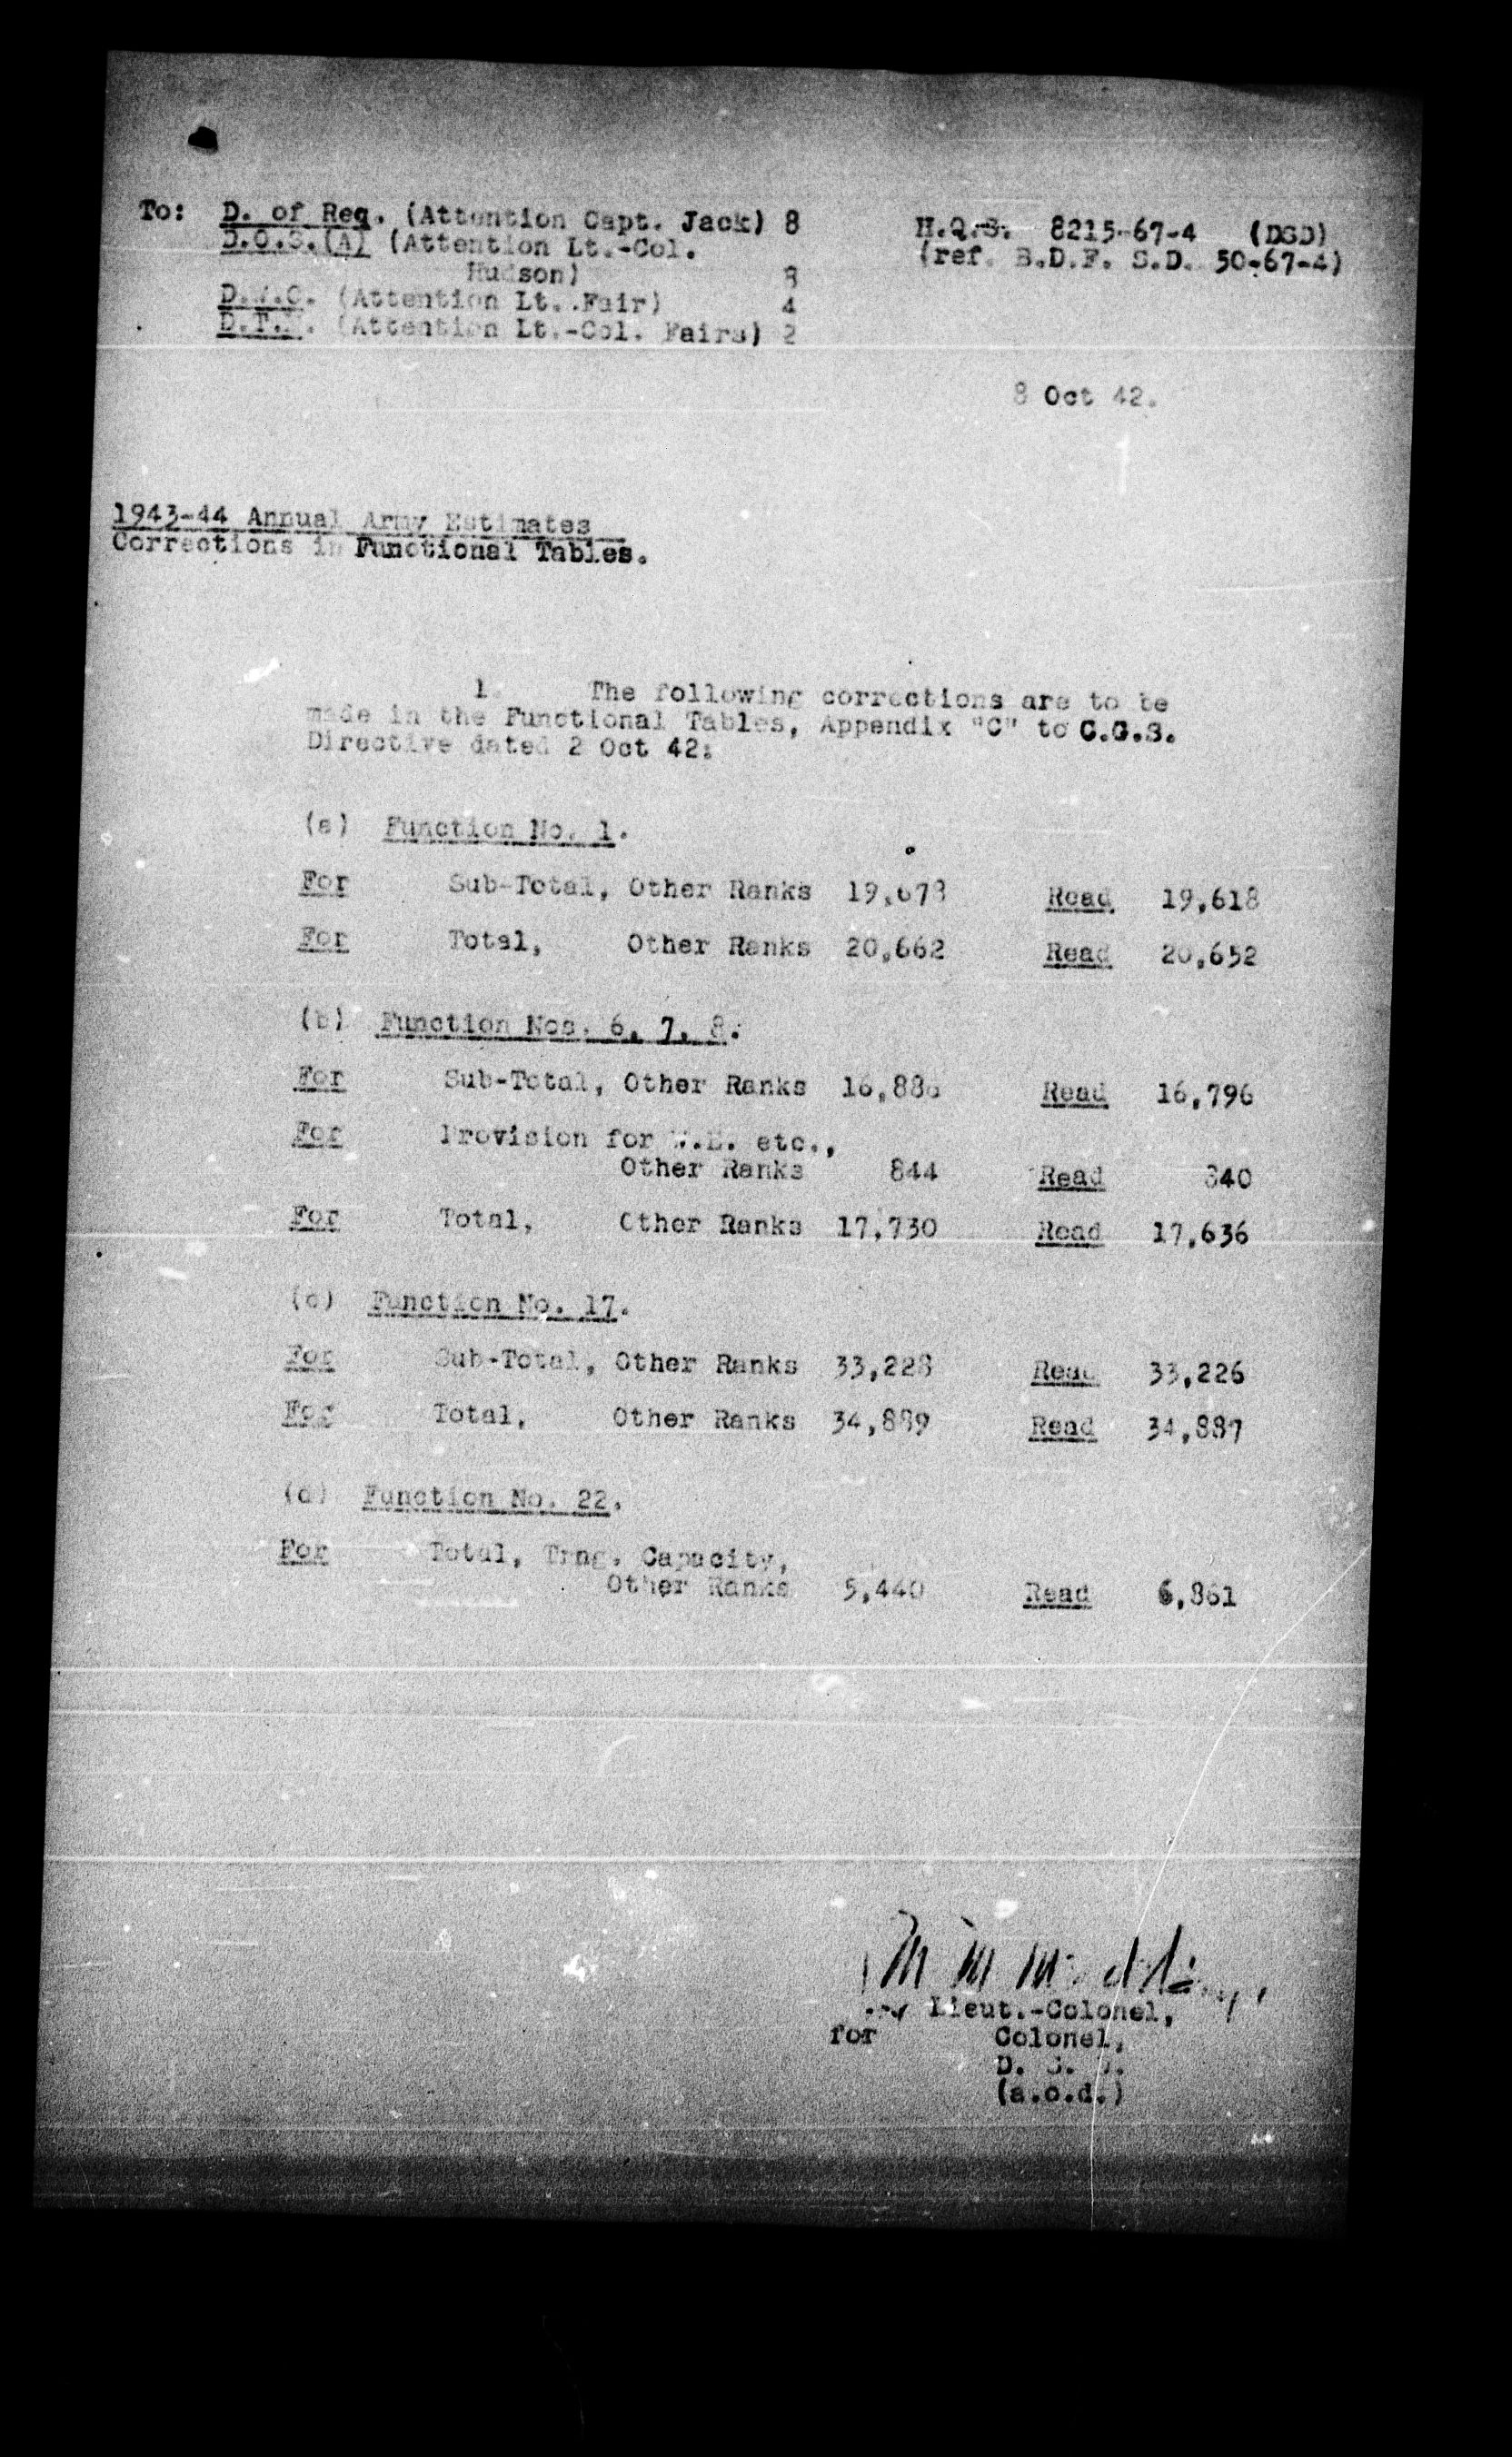 To: D. of Req. (Attention Capt. Jack) 8
H.Q.S. 8215-67-4 (DSD)
D.O.S.(A) (Attention Lt.-Col.
(ref. B.D.F. S.D. 50-67-4)
Hudson) 8
(Attention Lt. Fair) 4
(Attention Lt.-Col. Fairs) 2
8 Oct 42.
1943-44 Annual Army Estimates
Corrections in Functional Tables.
1. The following corrections are to be
made in the Functional Tables, Appendix "C" to C.G.S.
Directive dated 2 Oct 42:
(a) Function No. 1.
For Sub-Total, Other Ranks 19,678 Read 19,618
For Total, Other Ranks 20,662 Read 20,652
(b) Function Nos. 6, 7, 8.
For Sub-Total, Other Ranks 16,886 Read 16,796
For Provision for W.E. etc.,
Other Ranks 844 Read 840
For Total, Other Ranks 17,730 Read 17,636
(c) Function No. 17.
For Sub-Total, Other Ranks 33,228 Read 33,226
For Total, Other Ranks 34,889 Read 34,887
(d) Function No. 22.
For Total, Trng. Capacity,
Other Ranks 5,440 Read 6,861
Lieut.-Colonel,
for Colonel,
D. S. D.
(a.o.d.)